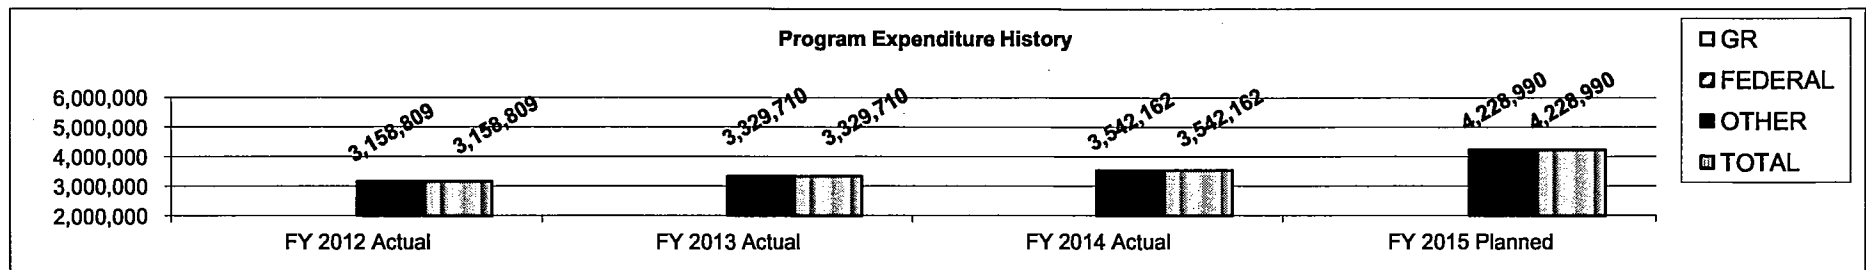 Program Expenditure History
GR
FEDERAL
OTHER
TOTAL
6,000,000
5,000,000
4,000,000
3,000,000
2,000,000
3,158,809
3,158,809
3,329,710
3,329,710
3,542,162
3,542,162
4,228,990
4,228,990
FY 2012 Actual
FY 2013 Actual
FY 2014 Actual
FY 2015 Planned